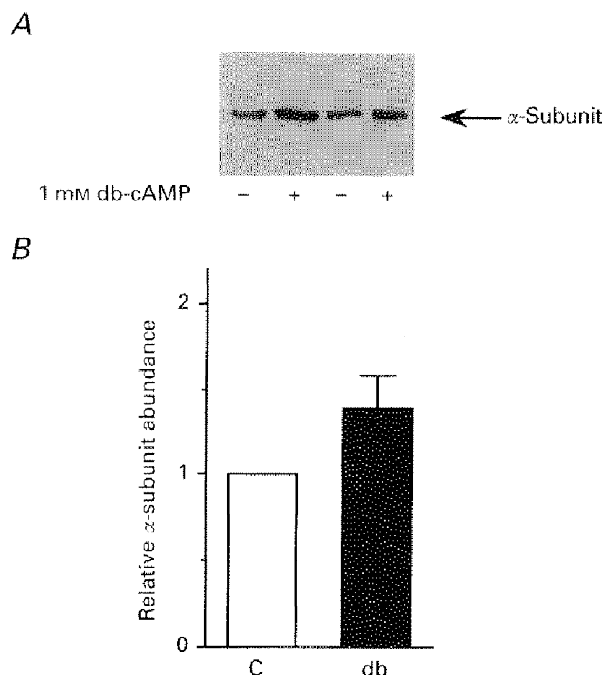 A
α-Subunit
1 mM db-cAMP − + − +
B
Relative α-subunit abundance
2
1
0
C db